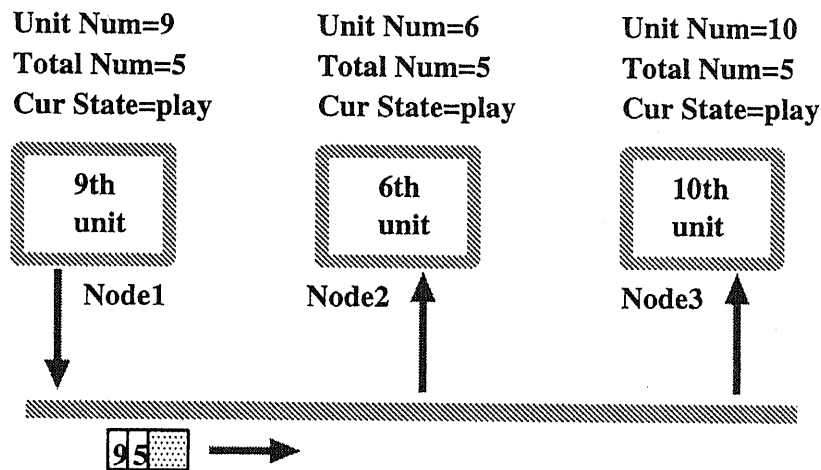 Unit Num=9
Total Num=5
Cur State=play
Unit Num=6
Total Num=5
Cur State=play
Unit Num=10
Total Num=5
Cur State=play
9th
unit
6th
unit
10th
unit
Node1
Node2
Node3
9 5